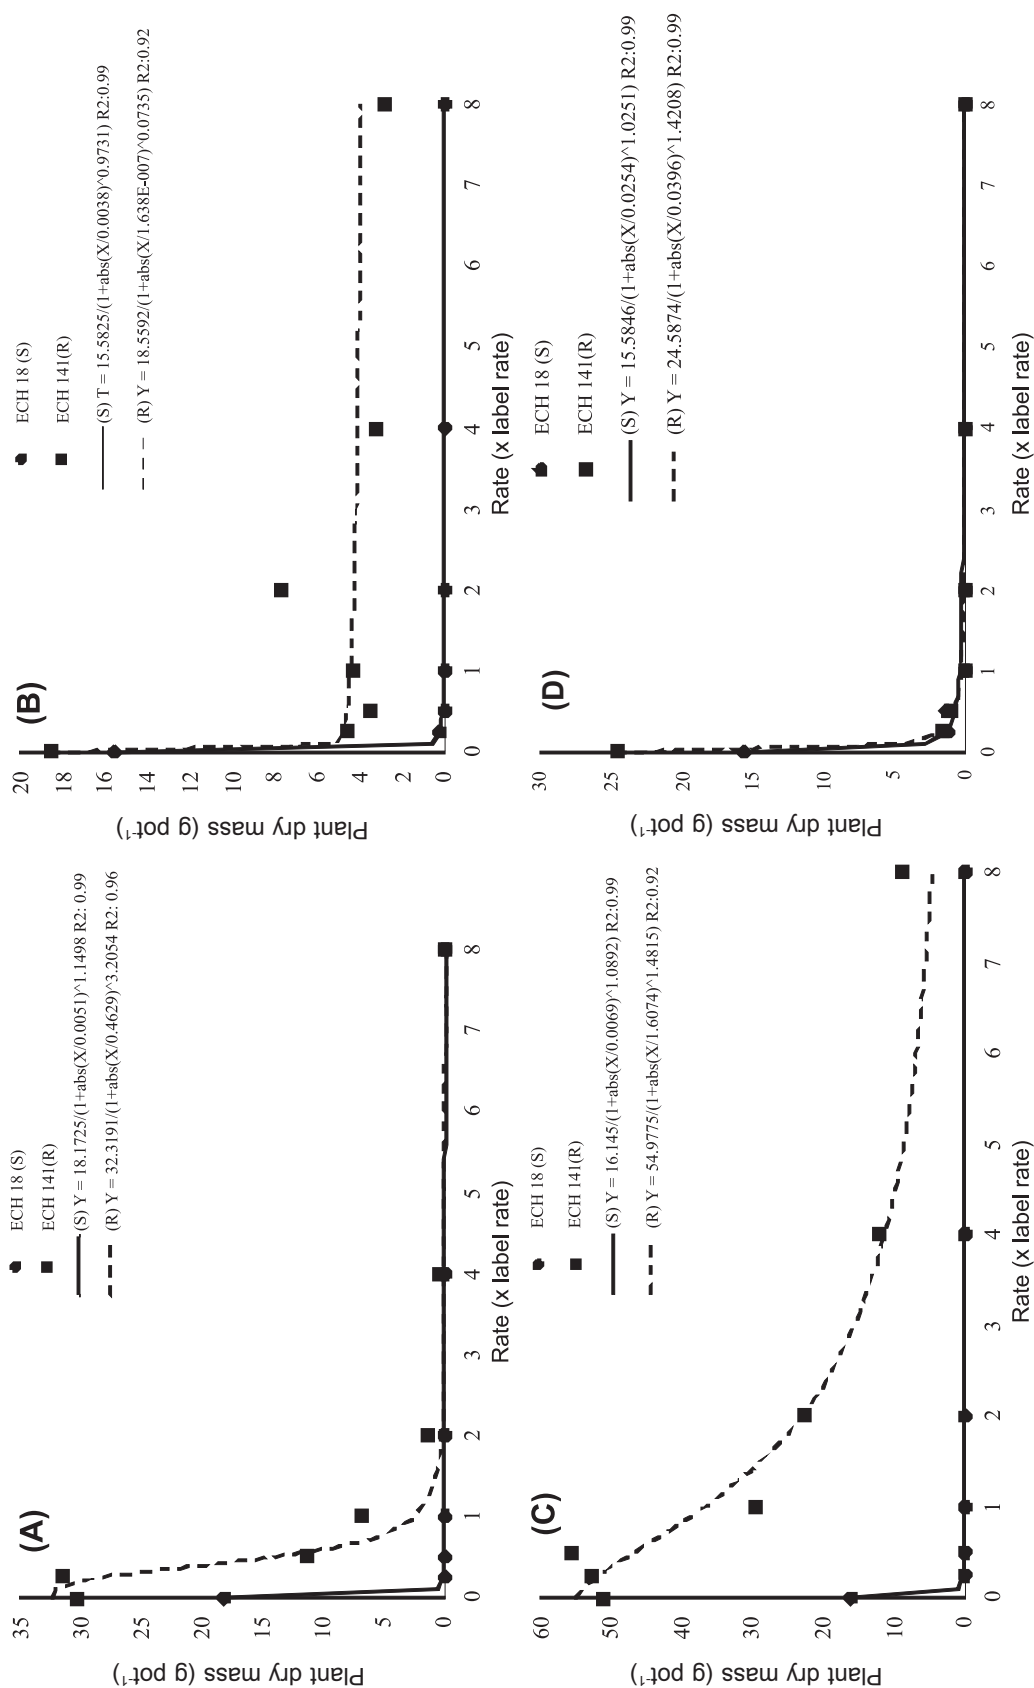 (A)
ECH 18 (S)
ECH 141(R)
(S) Y = 18.1725/(1+abs(X/0.0051)^1.1498 R2: 0.99
(R) Y = 32.3191/(1+abs(X/0.4629)^3.2054 R2: 0.96
Plant dry mass (g pot-1)
35
30
25
20
15
10
5
0
0 1 2 3 4 5 6 7 8
Rate (x label rate)
(B)
ECH 18 (S)
ECH 141(R)
(S) T = 15.5825/(1+abs(X/0.0038)^0.9731) R2:0.99
(R) Y = 18.5592/(1+abs(X/1.638E-007)^0.0735) R2:0.92
Plant dry mass (g pot-1)
20
18
16
14
12
10
8
6
4
2
0
0 1 2 3 4 5 6 7 8
Rate (x label rate)
(C)
ECH 18 (S)
ECH 141(R)
(S) Y = 16.145/(1+abs(X/0.0069)^1.0892) R2:0.99
(R) Y = 54.9775/(1+abs(X/1.6074)^1.4815) R2:0.92
Plant dry mass (g pot-1)
60
50
40
30
20
10
0
0 1 2 3 4 5 6 7 8
Rate (x label rate)
(D)
ECH 18 (S)
ECH 141(R)
(S) Y = 15.5846/(1+abs(X/0.0254)^1.0251) R2:0.99
(R) Y = 24.5874/(1+abs(X/0.0396)^1.4208) R2:0.99
Plant dry mass (g pot-1)
30
25
20
15
10
5
0
0 1 2 3 4 5 6 7 8
Rate (x label rate)